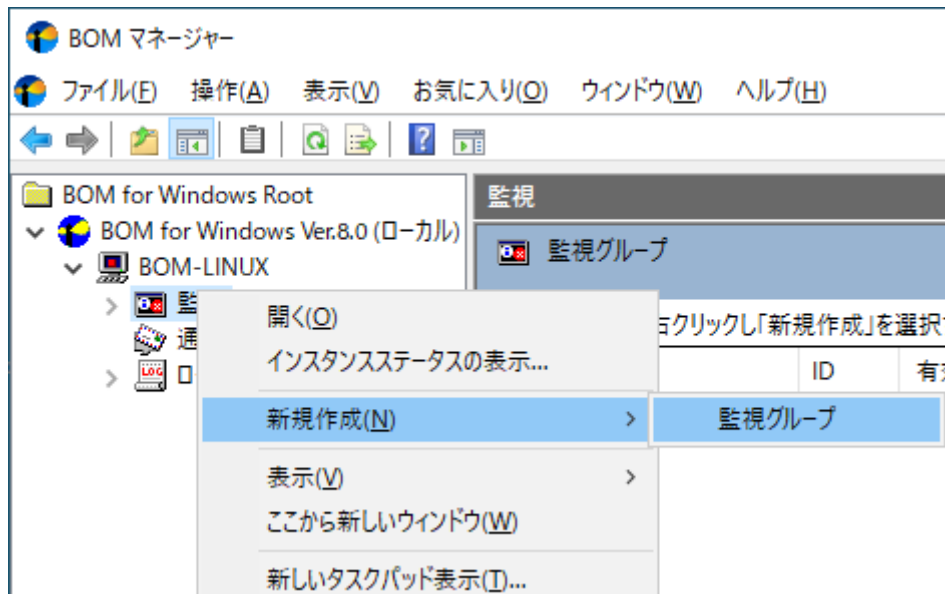 BOM マネージャー
ファイル(F) 操作(A) 表示(V) お気に入り(O) ウィンドウ(W) ヘルプ(H)
BOM for Windows Root
BOM for Windows Ver.8.0 (ローカル)
BOM-LINUX
監
通
ロ
監視
監視グループ
右クリックし「新規作成」を選択
ID 有
開く(O)
インスタンスステータスの表示...
新規作成(N)
監視グループ
表示(V)
ここから新しいウィンドウ(W)
新しいタスクパッド表示(T)...